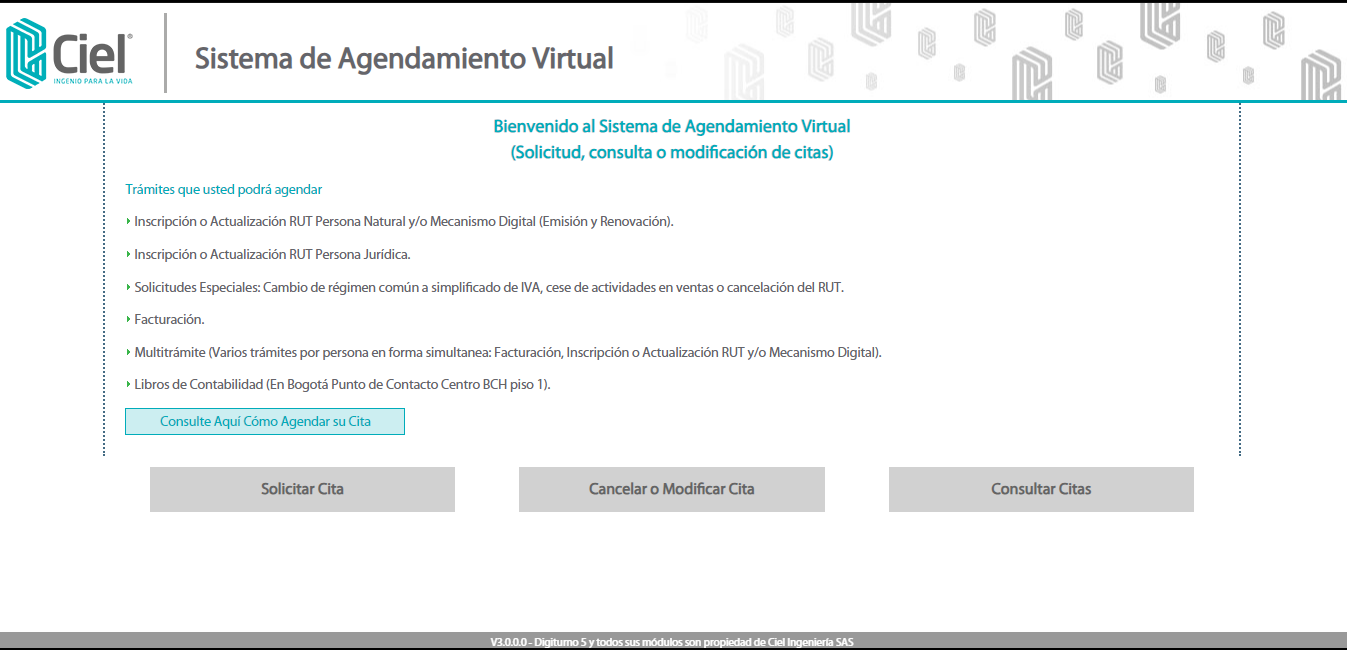 Ciel®
INGENIO PARA LA VIDA
Sistema de Agendamiento Virtual
Bienvenido al Sistema de Agendamiento Virtual
(Solicitud, consulta o modificación de citas)
Trámites que usted podrá agendar
Inscripción o Actualización RUT Persona Natural y/o Mecanismo Digital (Emisión y Renovación).
Inscripción o Actualización RUT Persona Jurídica.
Solicitudes Especiales: Cambio de régimen común a simplificado de IVA, cese de actividades en ventas o cancelación del RUT.
Facturación.
Multitrámite (Varios trámites por persona en forma simultanea: Facturación, Inscripción o Actualización RUT y/o Mecanismo Digital).
Libros de Contabilidad (En Bogotá Punto de Contacto Centro BCH piso 1).
Consulte Aquí Cómo Agendar su Cita
Solicitar Cita
Cancelar o Modificar Cita
Consultar Citas
V3.0.0.0 - Digiturno 5 y todos sus módulos son propiedad de Ciel Ingeniería SAS